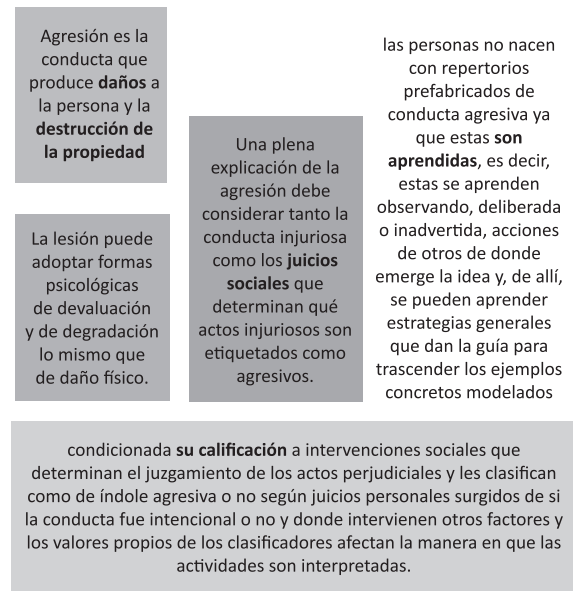 Agresión es la
conducta que
produce daños a
la persona y la
destrucción de
la propiedad
La lesión puede
adoptar formas
psicológicas
de devaluación
y de degradación
lo mismo que
de daño físico.
Una plena
explicación de la
agresión debe
considerar tanto la
conducta injuriosa
como los juicios
sociales que
determinan qué
actos injuriosos son
etiquetados como
agresivos.
las personas no nacen
con repertorios
prefabricados de
conducta agresiva ya
que estas son
aprendidas, es decir,
estas se aprenden
observando, deliberada
o inadvertida, acciones
de otros de donde
emerge la idea y, de allí,
se pueden aprender
estrategias generales
que dan la guía para
trascender los ejemplos
concretos modelados
condicionada su calificación a intervenciones sociales que
determinan el juzgamiento de los actos perjudiciales y les clasifican
como de índole agresiva o no según juicios personales surgidos de si
la conducta fue intencional o no y donde intervienen otros factores y
los valores propios de los clasificadores afectan la manera en que las
actividades son interpretadas.